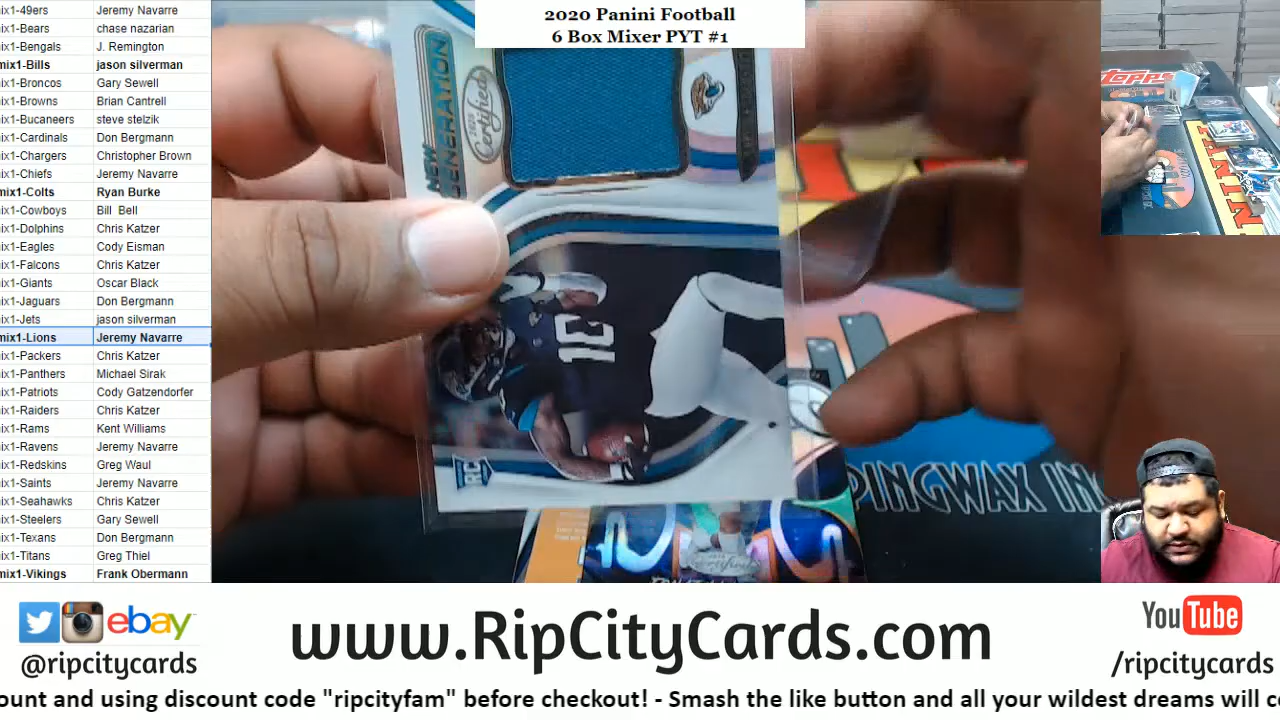 2020 Panini Football
6 Box Mixer PYT #1
ix1-49ers Jeremy Navarre
ix1-Bears chase nazarian
ix1-Bengals J. Remington
mix1-Bills jason silverman
ix1-Broncos Gary Sewell
ix1-Browns Brian Cantrell
ix1-Bucaneers steve stelzik
ix1-Cardinals Don Bergmann
ix1-Chargers Christopher Brown
ix1-Chiefs Jeremy Navarre
mix1-Colts Ryan Burke
ix1-Cowboys Bill Bell
ix1-Dolphins Chris Katzer
ix1-Eagles Cody Eisman
ix1-Falcons Chris Katzer
ix1-Giants Oscar Black
ix1-Jaguars Don Bergmann
ix1-Jets jason silverman
mix1-Lions Jeremy Navarre
ix1-Packers Chris Katzer
ix1-Panthers Michael Sirak
ix1-Patriots Cody Gatzendorfer
ix1-Raiders Chris Katzer
ix1-Rams Kent Williams
ix1-Ravens Jeremy Navarre
ix1-Redskins Greg Waul
ix1-Saints Jeremy Navarre
ix1-Seahawks Chris Katzer
ix1-Steelers Gary Sewell
ix1-Texans Don Bergmann
ix1-Titans Greg Thiel
mix1-Vikings Frank Obermann
NEW
GENERATION
Certified
10
RC
PINGWAX IN
Topps
ebay
@ripcitycards
www.RipCityCards.com
YouTube
/ripcitycards
ount and using discount code "ripcityfam" before checkout! - Smash the like button and all your wildest dreams will c